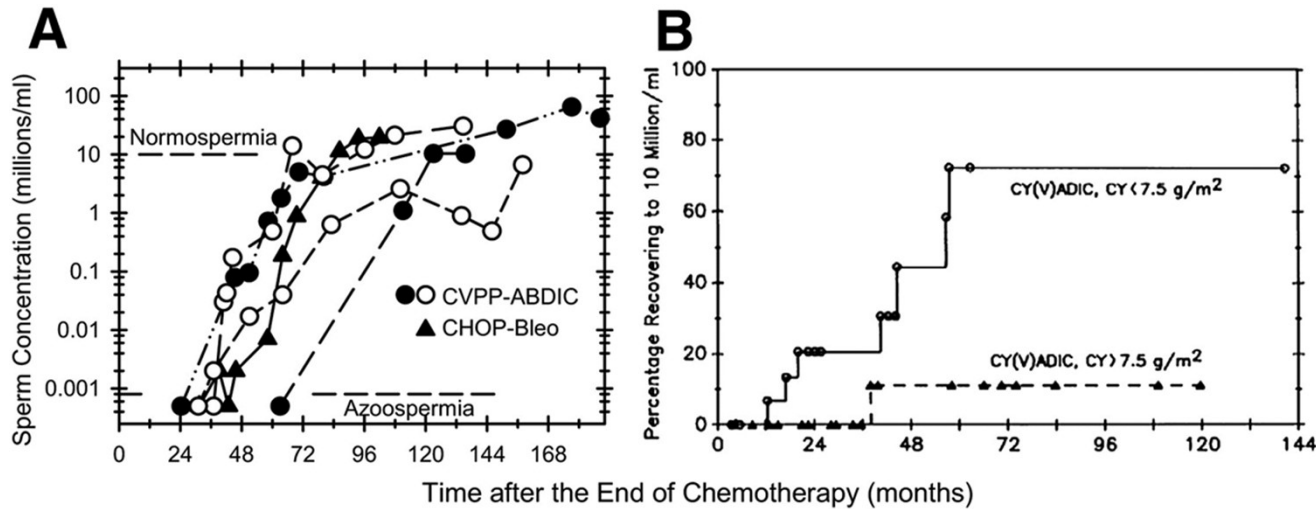 A
B
Sperm Concentration (millions/ml)
100
10
1
0.1
0.01
0.001
Normospermia
CVPP-ABDIC
CHOP-Bleo
Azoospermia
0 24 48 72 96 120 144 168
Percentage Recovering to 10 Million/ml
100
80
60
40
20
0
CY(V)ADIC, CY<7.5 g/m²
CY(V)ADIC, CY>7.5 g/m²
0 24 48 72 96 120 144
Time after the End of Chemotherapy (months)